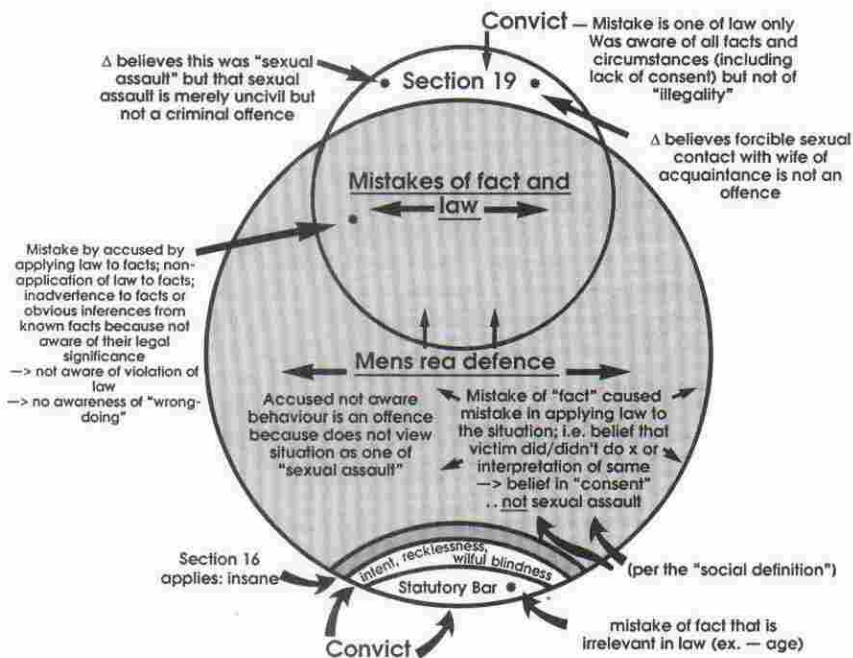 Convict
— Mistake is one of law only
Was aware of all facts and
circumstances (including
lack of consent) but not of
"illegality"
Δ believes this was "sexual
assault" but that sexual
assault is merely uncivil but
not a criminal offence
• Section 19 •
Δ believes forcible sexual
contact with wife of
acquaintance is not an
offence
Mistakes of fact and
law
Mistake by accused by
applying law to facts; non-
application of law to facts;
inadvertence to facts or
obvious inferences from
known facts because not
aware of their legal
significance
—> not aware of violation of
law
—> no awareness of "wrong-
doing"
Mens rea defence
Accused not aware
behaviour is an offence
because does not view
situation as one of
"sexual assault"
Mistake of "fact" caused
mistake in applying law to
the situation; i.e. belief that
victim did/didn't do x or
interpretation of same
—> belief in "consent"
.. not sexual assault
Section 16
applies: insane
intent, recklessness,
wilful blindness
Statutory Bar •
(per the "social definition")
Convict
mistake of fact that is
irrelevant in law (ex. — age)